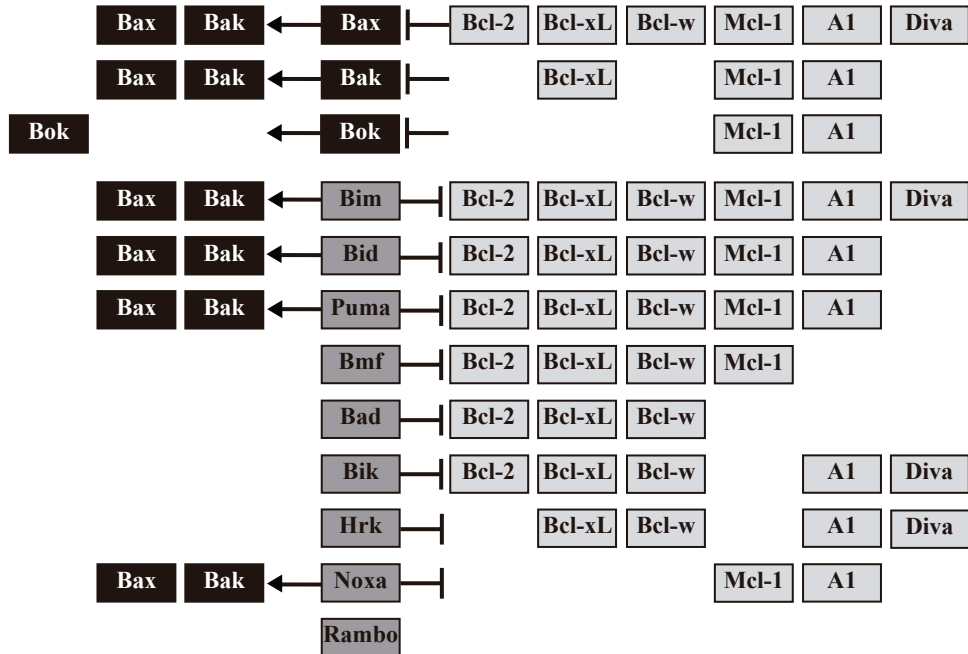 Bax Bak Bax Bcl-2 Bcl-xL Bcl-w Mcl-1 A1 Diva
Bax Bak Bak Bcl-xL Mcl-1 A1
Bok Bok Mcl-1 A1
Bax Bak Bim Bcl-2 Bcl-xL Bcl-w Mcl-1 A1 Diva
Bax Bak Bid Bcl-2 Bcl-xL Bcl-w Mcl-1 A1
Bax Bak Puma Bcl-2 Bcl-xL Bcl-w Mcl-1 A1
Bmf Bcl-2 Bcl-xL Bcl-w Mcl-1
Bad Bcl-2 Bcl-xL Bcl-w
Bik Bcl-2 Bcl-xL Bcl-w A1 Diva
Hrk Bcl-xL Bcl-w A1 Diva
Bax Bak Noxa Mcl-1 A1
Rambo